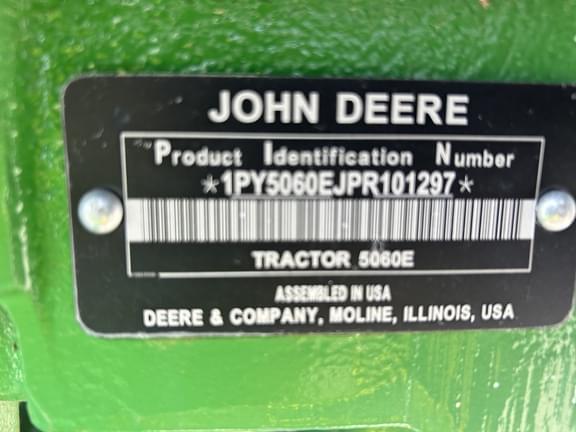 JOHN DEERE
Product Identification Number
*1PY5060EJPR101297*
TRACTOR 5060E
ASSEMBLED IN USA
DEERE & COMPANY, MOLINE, ILLINOIS, USA